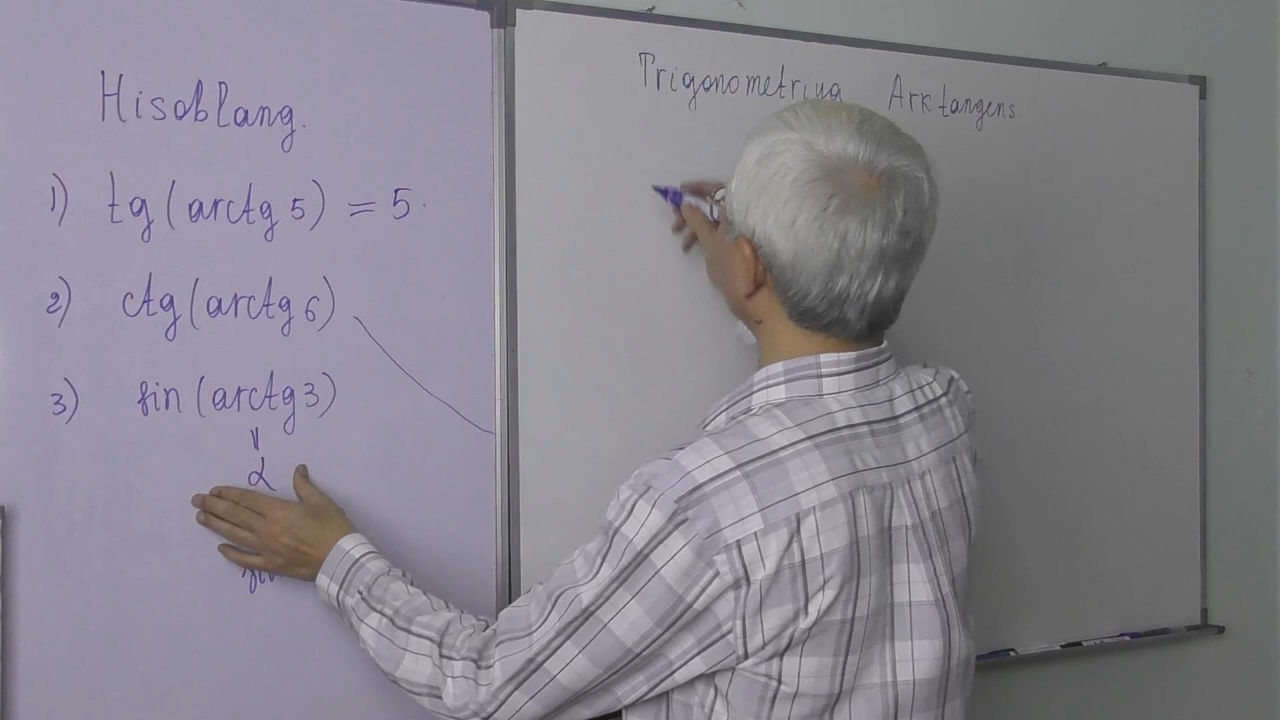 Hisoblang.
1) tg (arctg 5) = 5.
2) ctg (arctg 6)
3) sin (arctg 3)
||
α
Trigonometriya Arktangens